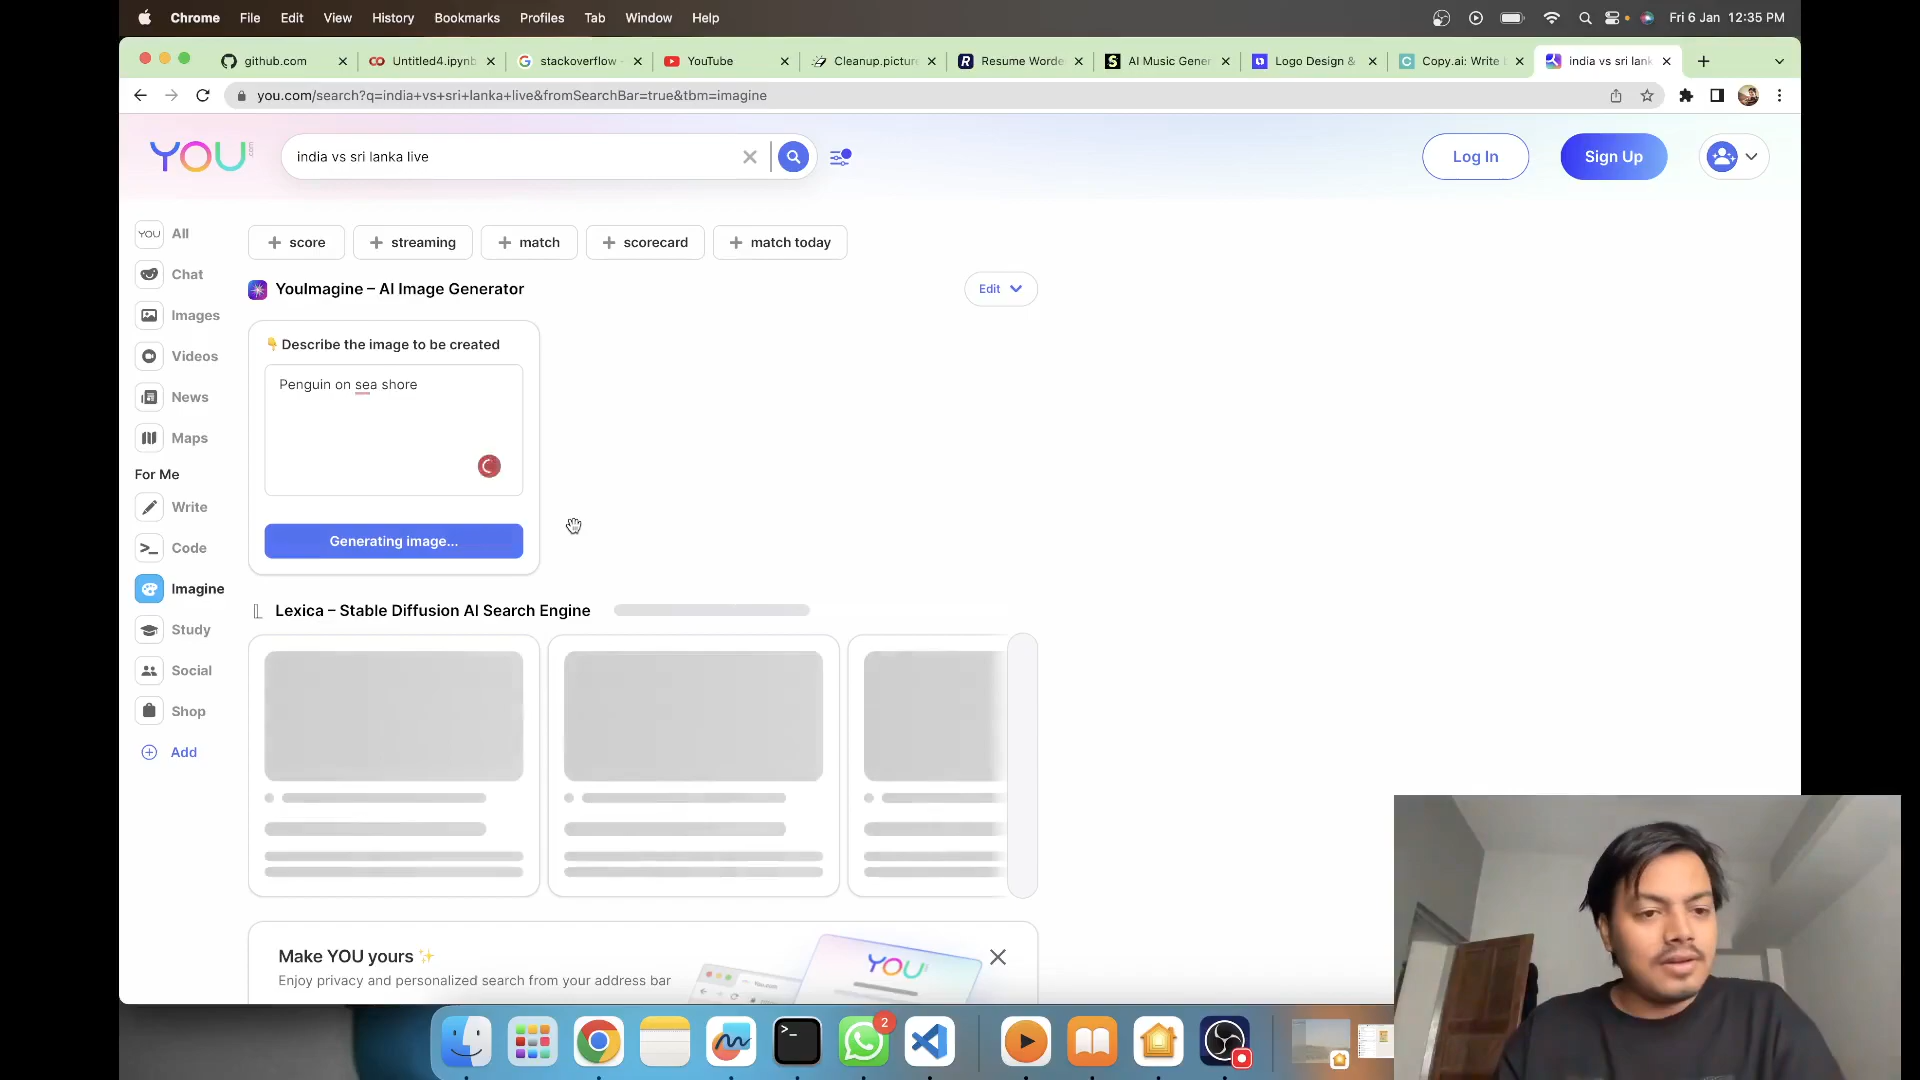 Chrome File Edit View History Bookmarks Profiles Tab Window Help Fri 6 Jan 12:35 PM
github.com Untitled4.ipynb stackoverflow - YouTube Cleanup.picture Resume Worde AI Music Gener Logo Design & Copy.ai: Write india vs sri lank
you.com/search?q=india+vs+sri+lanka+live&fromSearchBar=true&tbm=imagine
YOU.com india vs sri lanka live Log In Sign Up
YOU All
Chat
Images
Videos
News
Maps
For Me
Write
Code
Imagine
Study
Social
Shop
Add
score streaming match scorecard match today
YouImagine – AI Image Generator Edit
Describe the image to be created
Penguin on sea shore
Generating image...
Lexica – Stable Diffusion AI Search Engine
Make YOU yours
Enjoy privacy and personalized search from your address bar
YOU
2